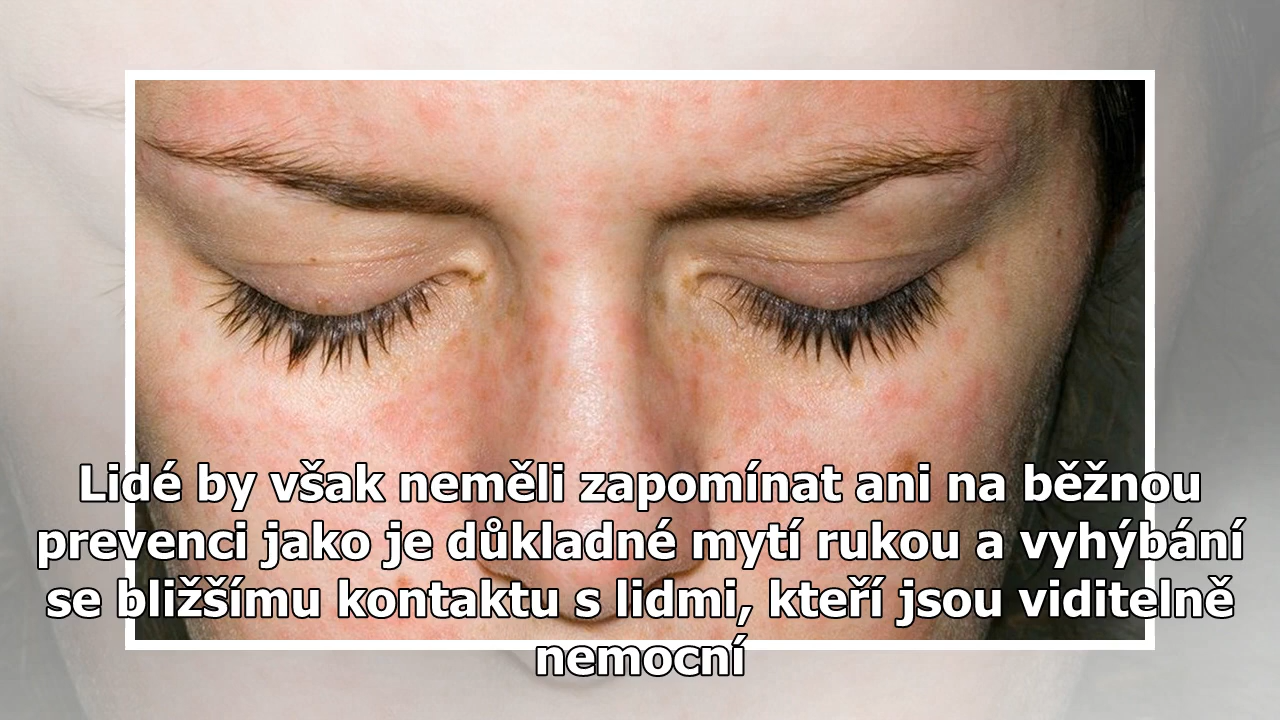 Lidé by však neměli zapomínat ani na běžnou
prevenci jako je důkladné mytí rukou a vyhýbání
se bližšímu kontaktu s lidmi, kteří jsou viditelně
nemocní